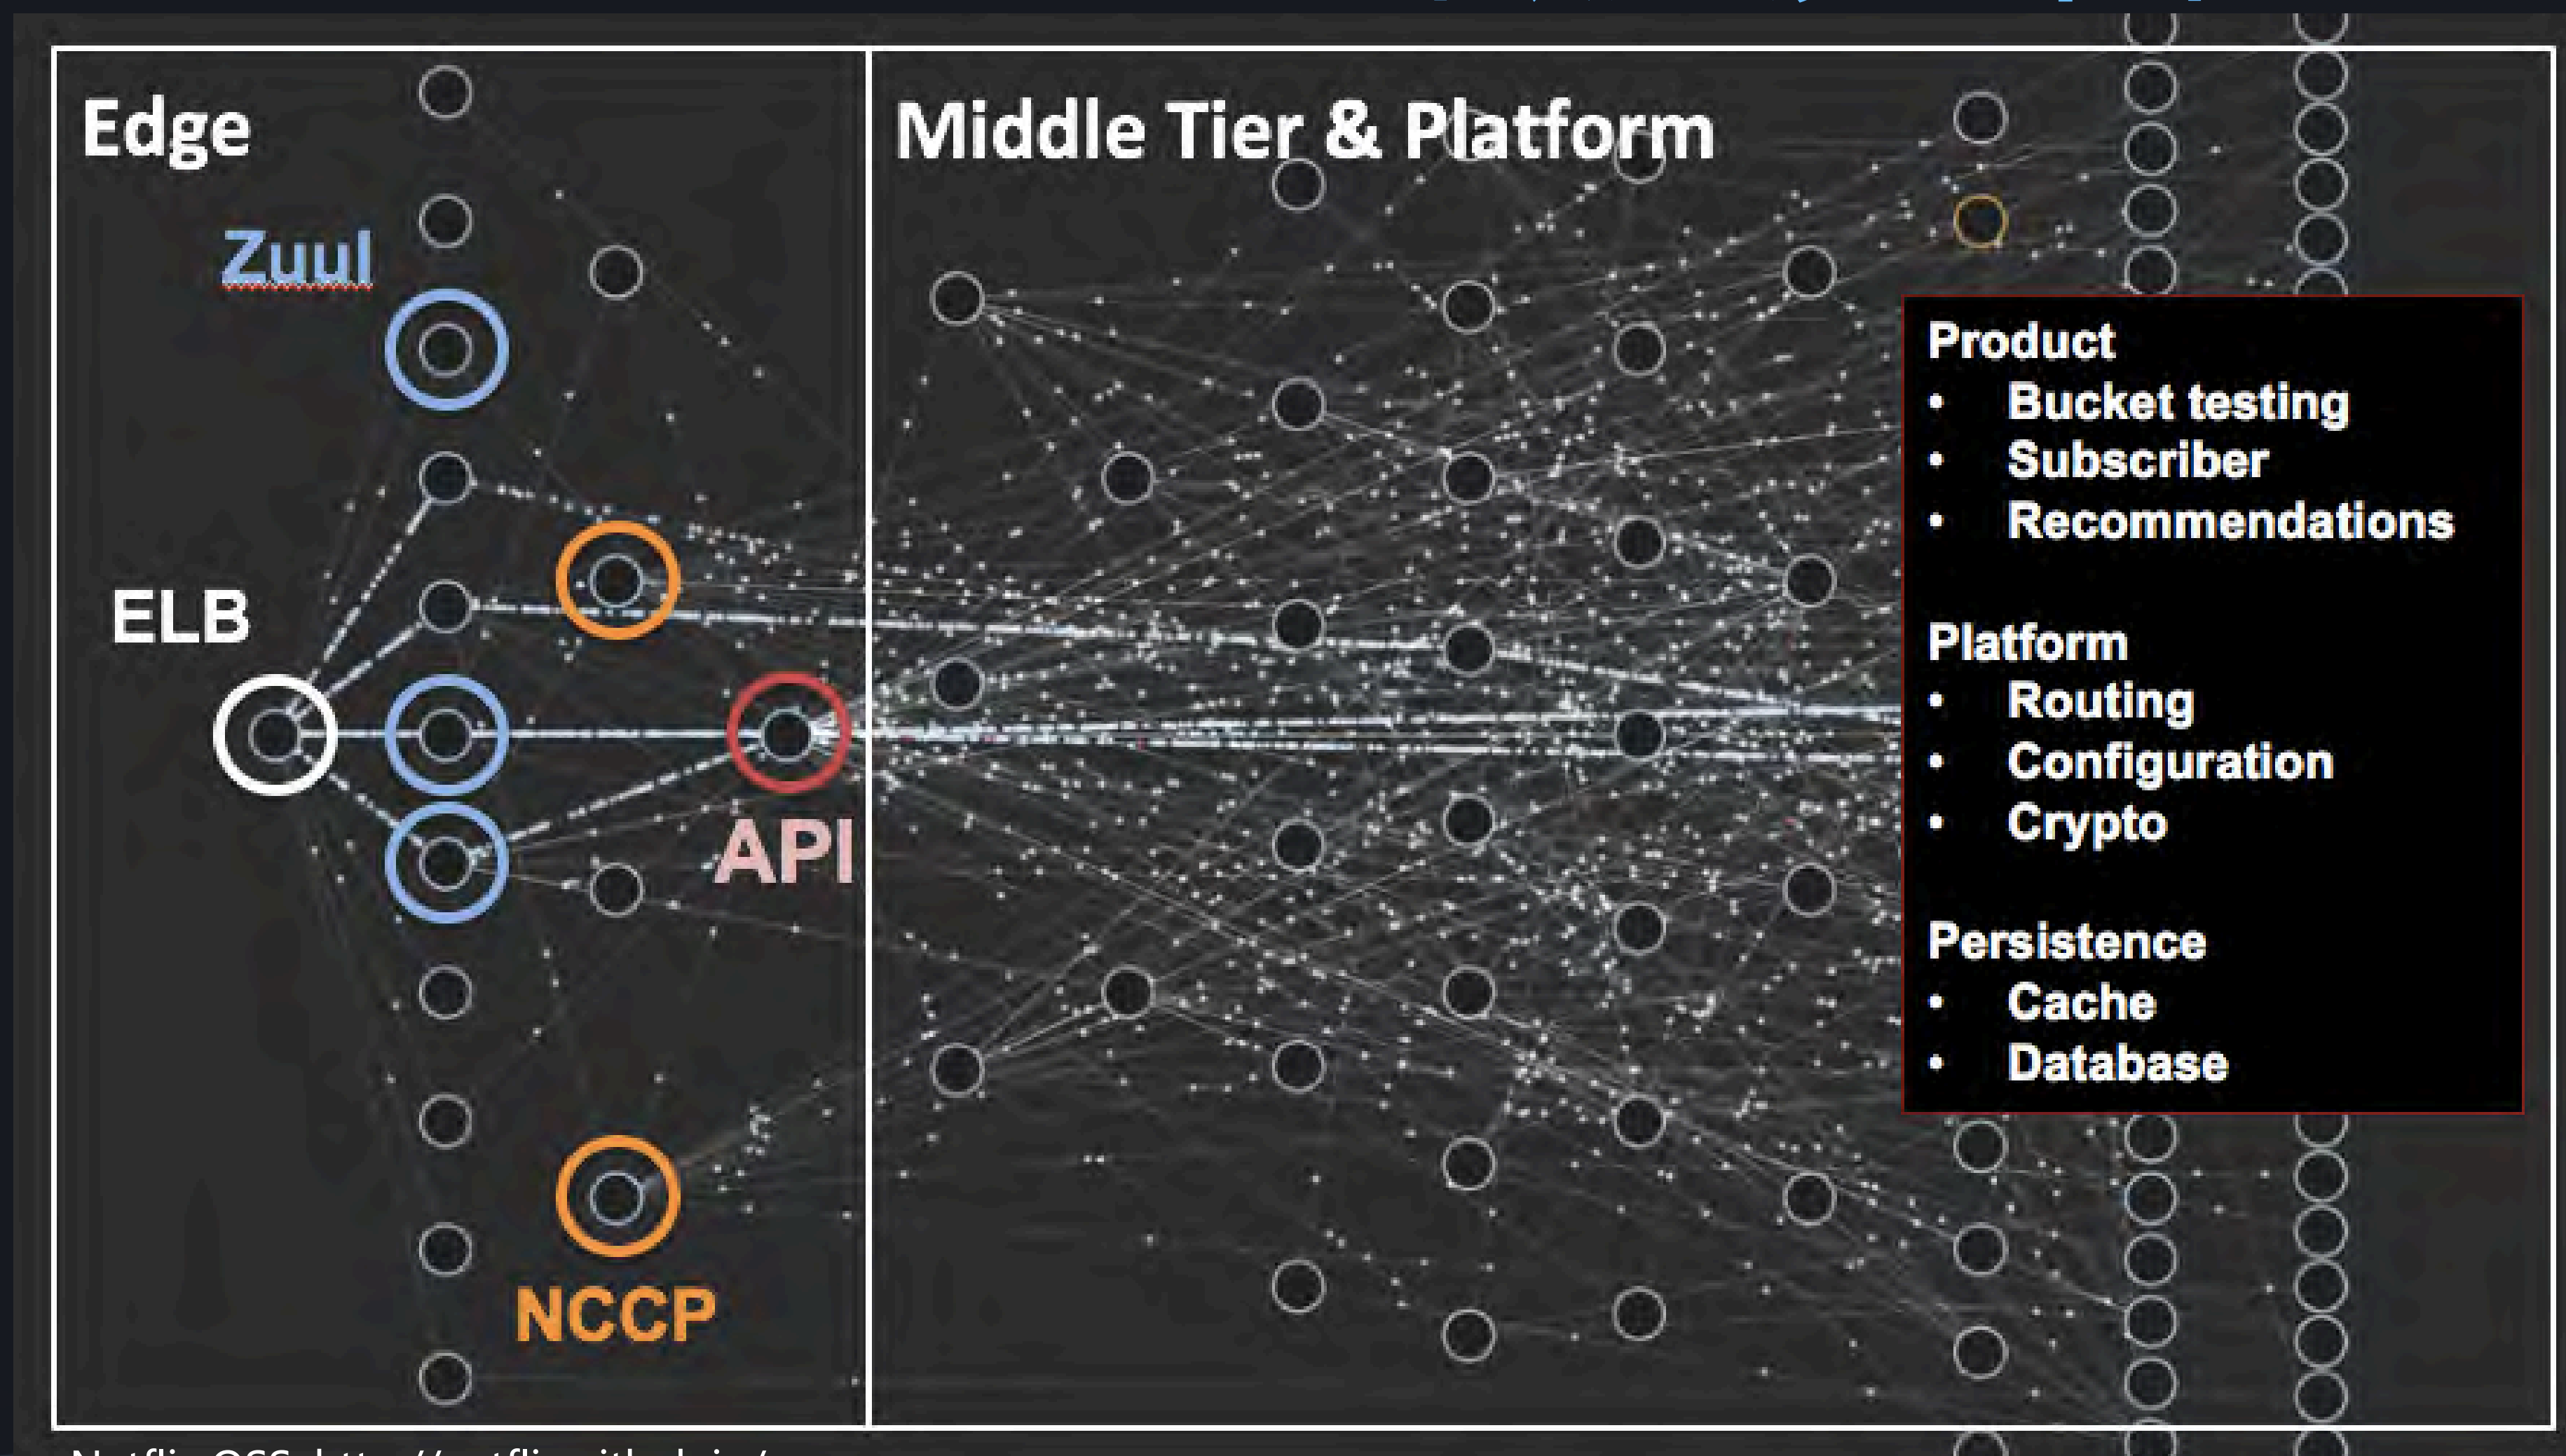 Edge
Middle Tier & Platform
Zuul
ELB
API
NCCP
Product
• Bucket testing
• Subscriber
• Recommendations
Platform
• Routing
• Configuration
• Crypto
Persistence
• Cache
• Database